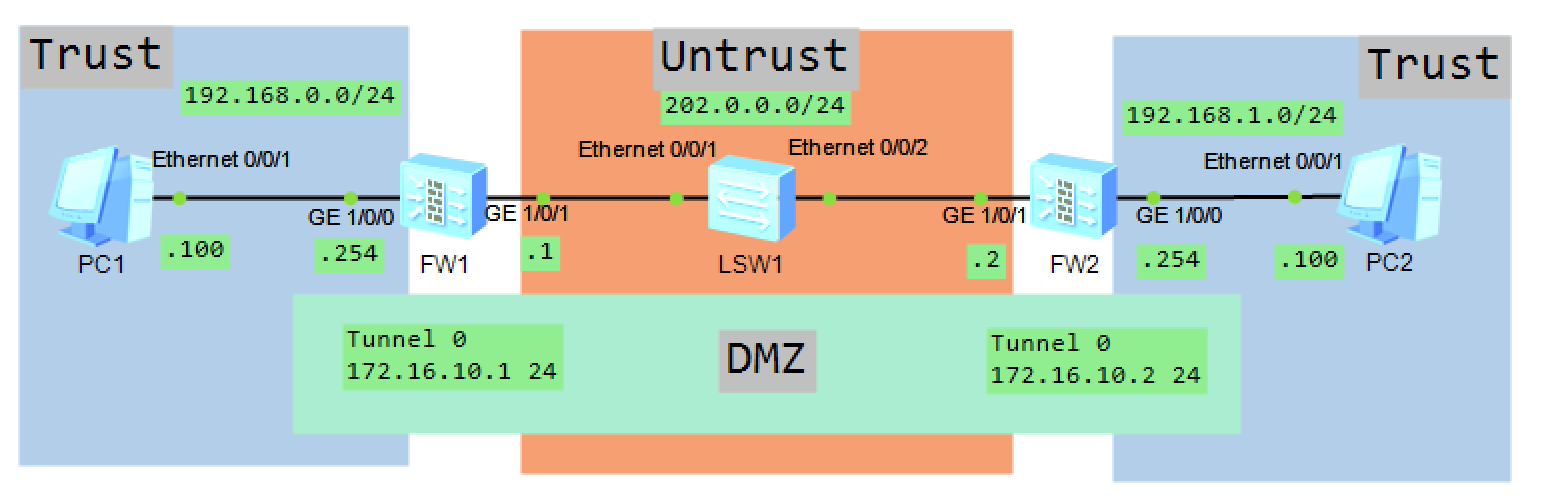 Trust
Untrust
Trust
192.168.0.0/24
202.0.0.0/24
192.168.1.0/24
Ethernet 0/0/1
Ethernet 0/0/1
Ethernet 0/0/2
Ethernet 0/0/1
GE 1/0/0
GE 1/0/1
GE 1/0/1
GE 1/0/0
.100
.254
.1
.2
.254
.100
PC1
FW1
LSW1
FW2
PC2
Tunnel 0
172.16.10.1 24
DMZ
Tunnel 0
172.16.10.2 24